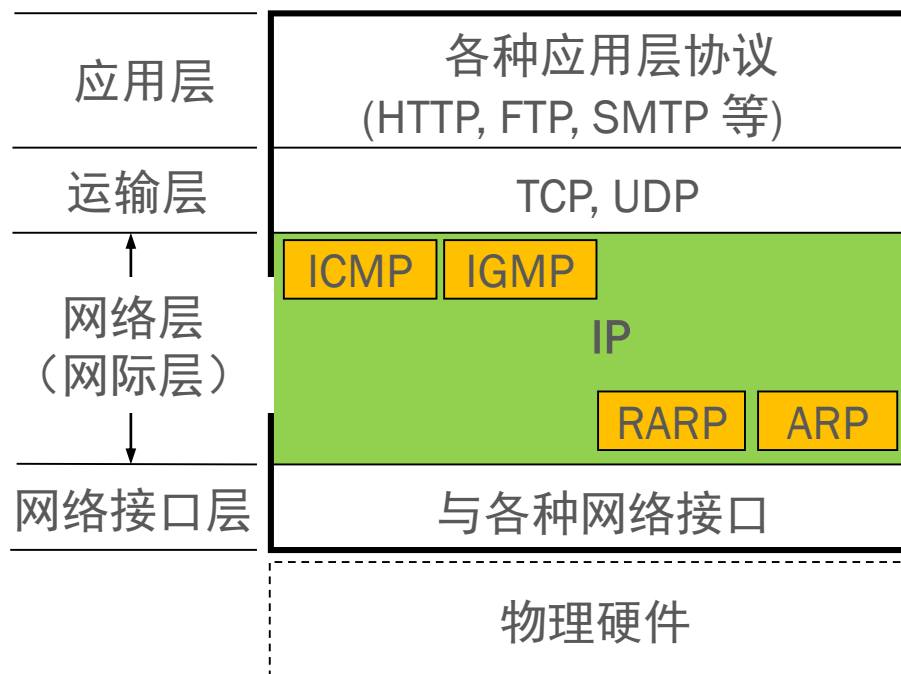 应用层
各种应用层协议
(HTTP, FTP, SMTP 等)
运输层
TCP, UDP
网络层
（网际层）
ICMP
IGMP
IP
RARP
ARP
网络接口层
与各种网络接口
物理硬件